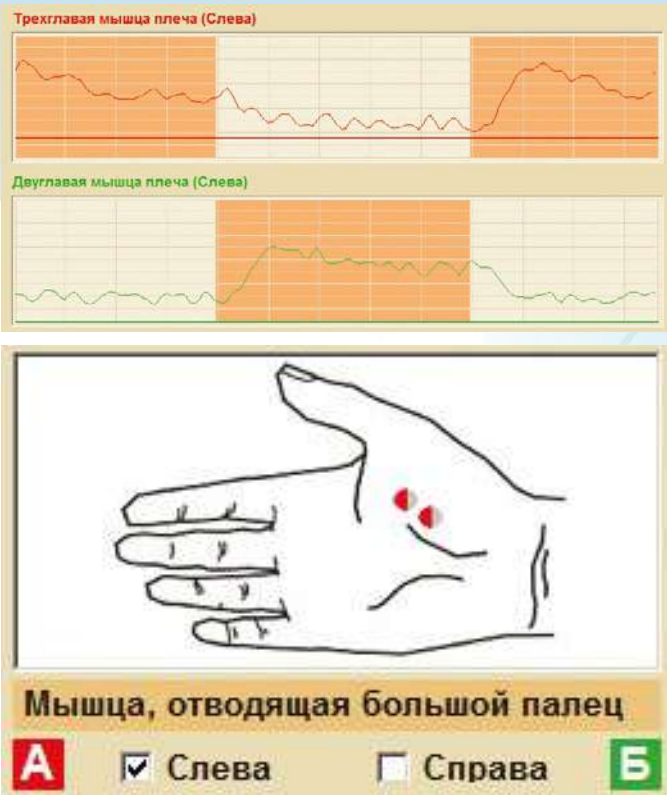 Трехглавая мышца плеча (Слева)
Двуглавая мышца плеча (Слева)
Мышца, отводящая большой палец
А Слева Справа Б